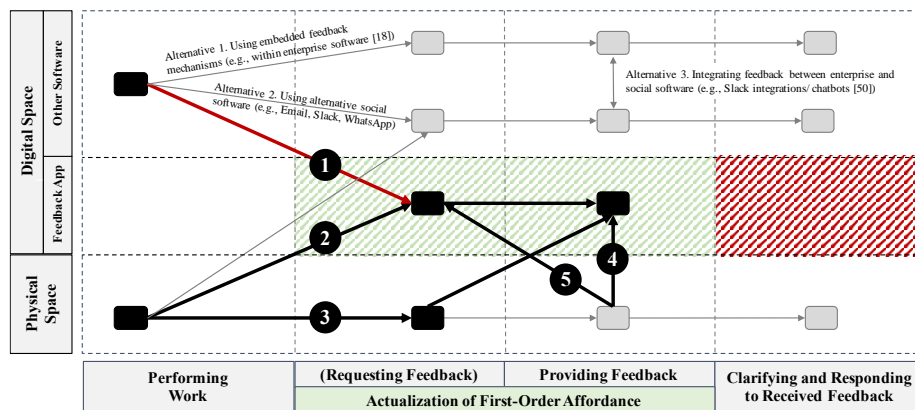 Digital Space
Other Software
Feedback App
Physical
Space
Alternative 1. Using embedded feedback
mechanisms (e.g., within enterprise software [18])
Alternative 2. Using alternative social
software (e.g., Email, Slack, WhatsApp)
Alternative 3. Integrating feedback between enterprise and
social software (e.g., Slack integrations/ chatbots [50])
1
2
3
4
5
Performing
Work
(Requesting Feedback)
Providing Feedback
Actualization of First-Order Affordance
Clarifying and Responding
to Received Feedback